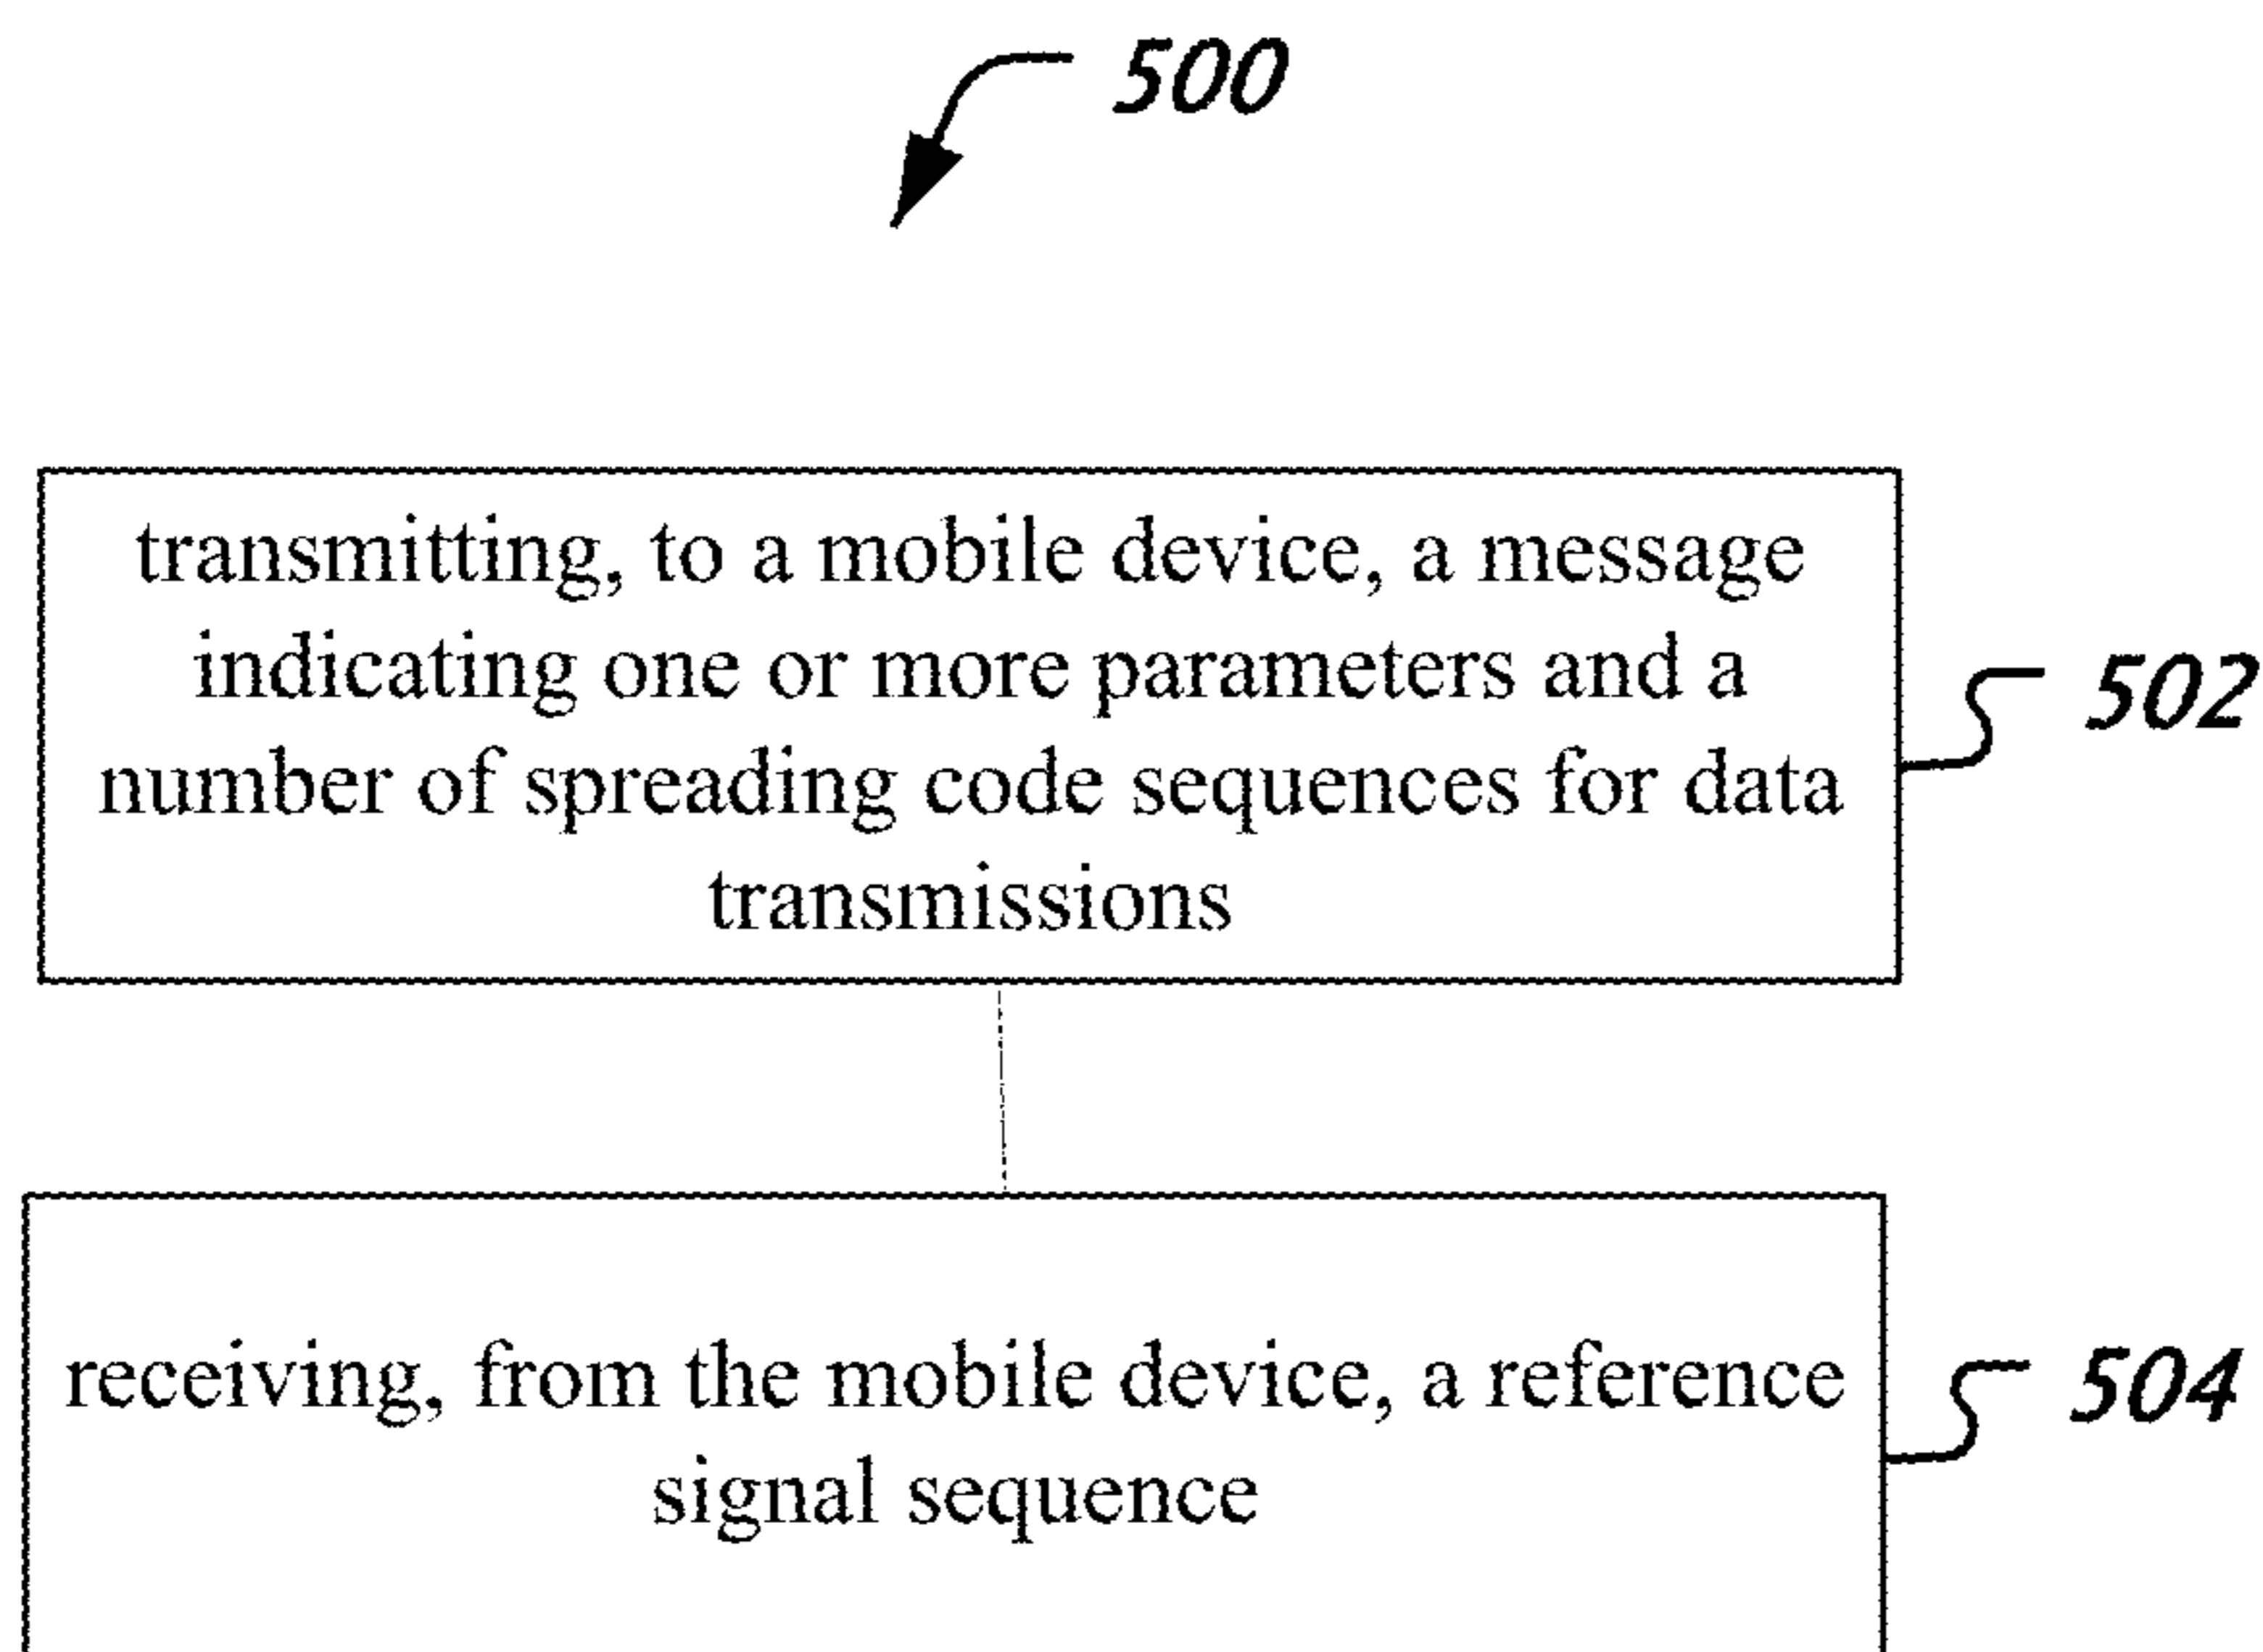 500
transmitting, to a mobile device, a message
indicating one or more parameters and a
number of spreading code sequences for data
transmissions
502
receiving, from the mobile device, a reference
signal sequence
504